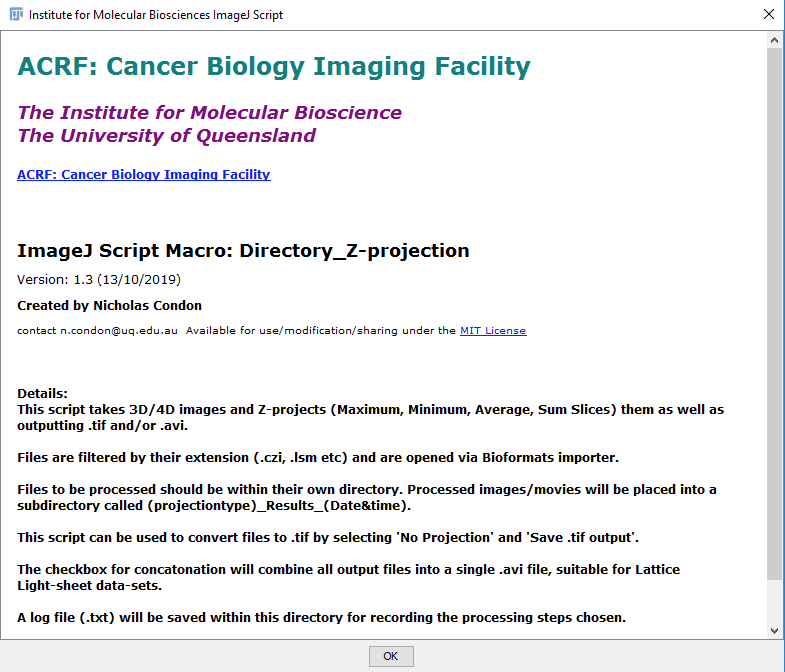 Institute for Molecular Biosciences ImageJ Script
ACRF: Cancer Biology Imaging Facility
The Institute for Molecular Bioscience
The University of Queensland
ACRF: Cancer Biology Imaging Facility
ImageJ Script Macro: Directory_Z-projection
Version: 1.3 (13/10/2019)
Created by Nicholas Condon
contact n.condon@uq.edu.au  Available for use/modification/sharing under the MIT License
Details:
This script takes 3D/4D images and Z-projects (Maximum, Minimum, Average, Sum Slices) them as well as
outputting .tif and/or .avi.
Files are filtered by their extension (.czi, .lsm etc) and are opened via Bioformats importer.
Files to be processed should be within their own directory. Processed images/movies will be placed into a
subdirectory called (projectiontype)_Results_(Date&time).
This script can be used to convert files to .tif by selecting 'No Projection' and 'Save .tif output'.
The checkbox for concatonation will combine all output files into a single .avi file, suitable for Lattice
Light-sheet data-sets.
A log file (.txt) will be saved within this directory for recording the processing steps chosen.
OK